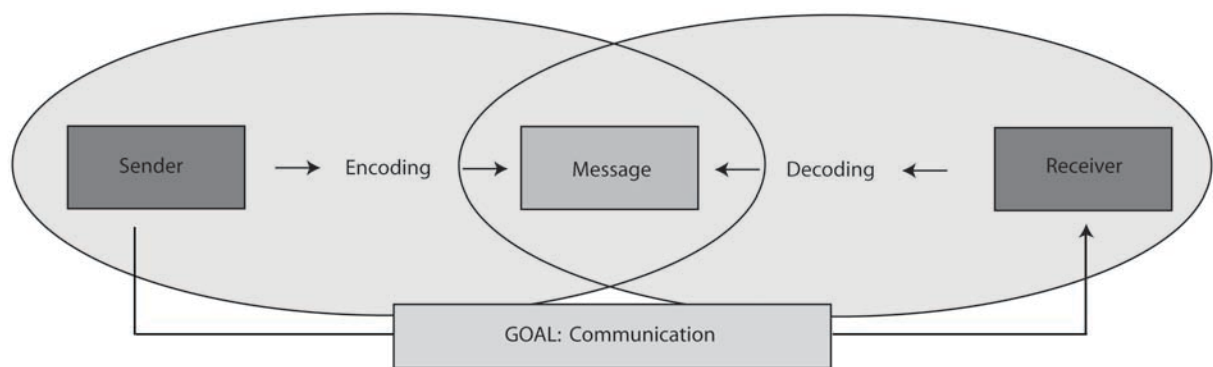 Sender
Encoding
Message
Decoding
Receiver
GOAL: Communication